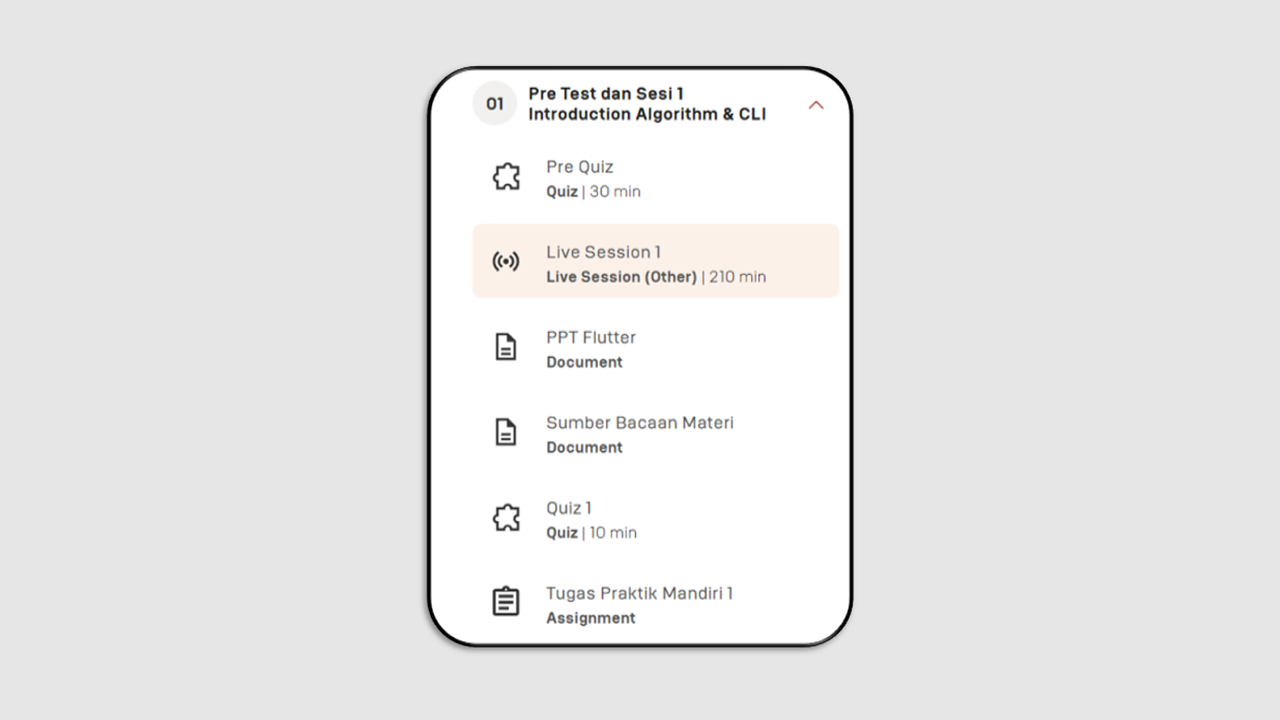 01
Pre Test dan Sesi 1
Introduction Algorithm & CLI
Pre Quiz
Quiz | 30 min
Live Session 1
Live Session (Other) | 210 min
PPT Flutter
Document
Sumber Bacaan Materi
Document
Quiz 1
Quiz | 10 min
Tugas Praktik Mandiri 1
Assignment